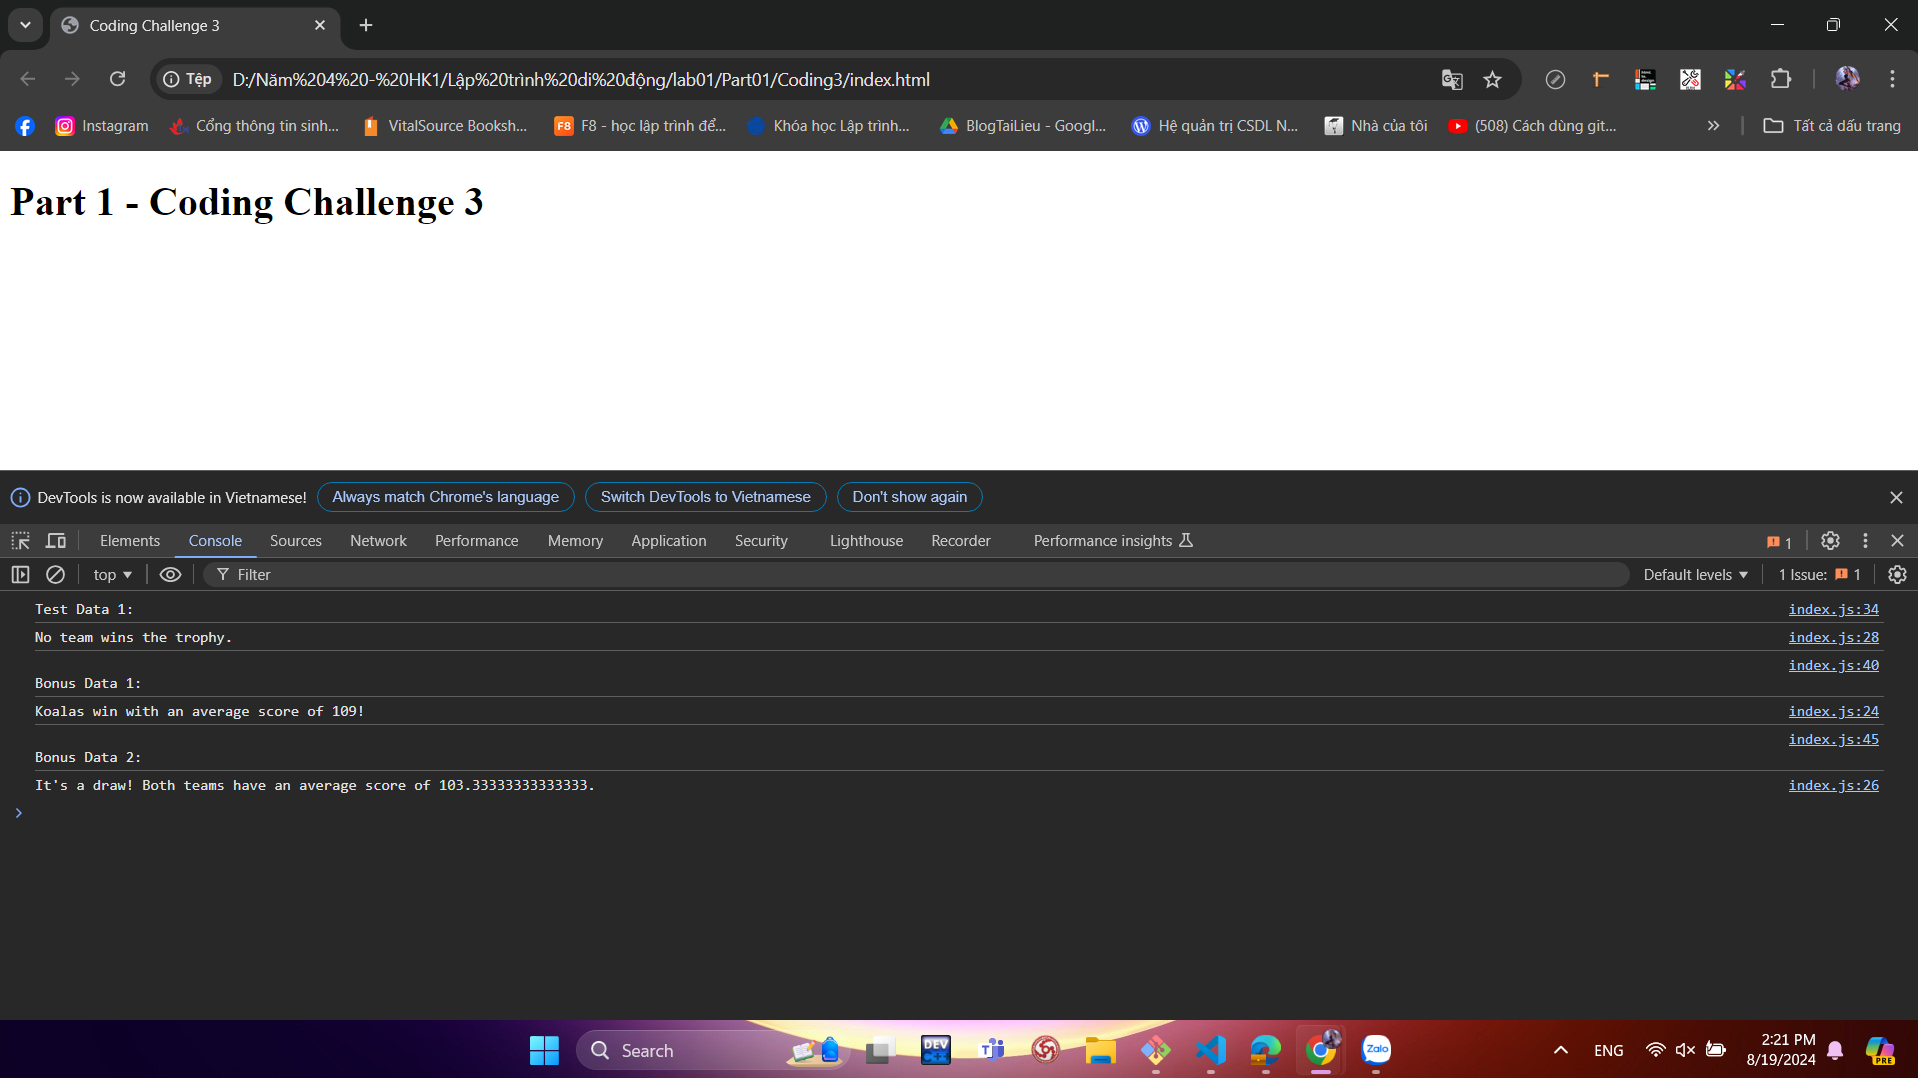 Coding Challenge 3
Tệp D:/Năm%204%20-%20HK1/Lập%20trình%20di%20động/lab01/Part01/Coding3/index.html
Instagram Cổng thông tin sinh... VitalSource Booksh... F8 F8 - học lập trình để... Khóa học Lập trình... BlogTaiLieu - Googl... Hệ quản trị CSDL N... Nhà của tôi (508) Cách dùng git... Tất cả dấu trang
Part 1 - Coding Challenge 3
DevTools is now available in Vietnamese! Always match Chrome's language Switch DevTools to Vietnamese Don't show again
Elements Console Sources Network Performance Memory Application Security Lighthouse Recorder Performance insights 1
top Filter Default levels 1 Issue: 1
Test Data 1: index.js:34
No team wins the trophy. index.js:28
index.js:40
Bonus Data 1:
Koalas win with an average score of 109! index.js:24
index.js:45
Bonus Data 2:
It's a draw! Both teams have an average score of 103.33333333333333. index.js:26
Search DEV Zalo ENG 2:21 PM
8/19/2024 PRE